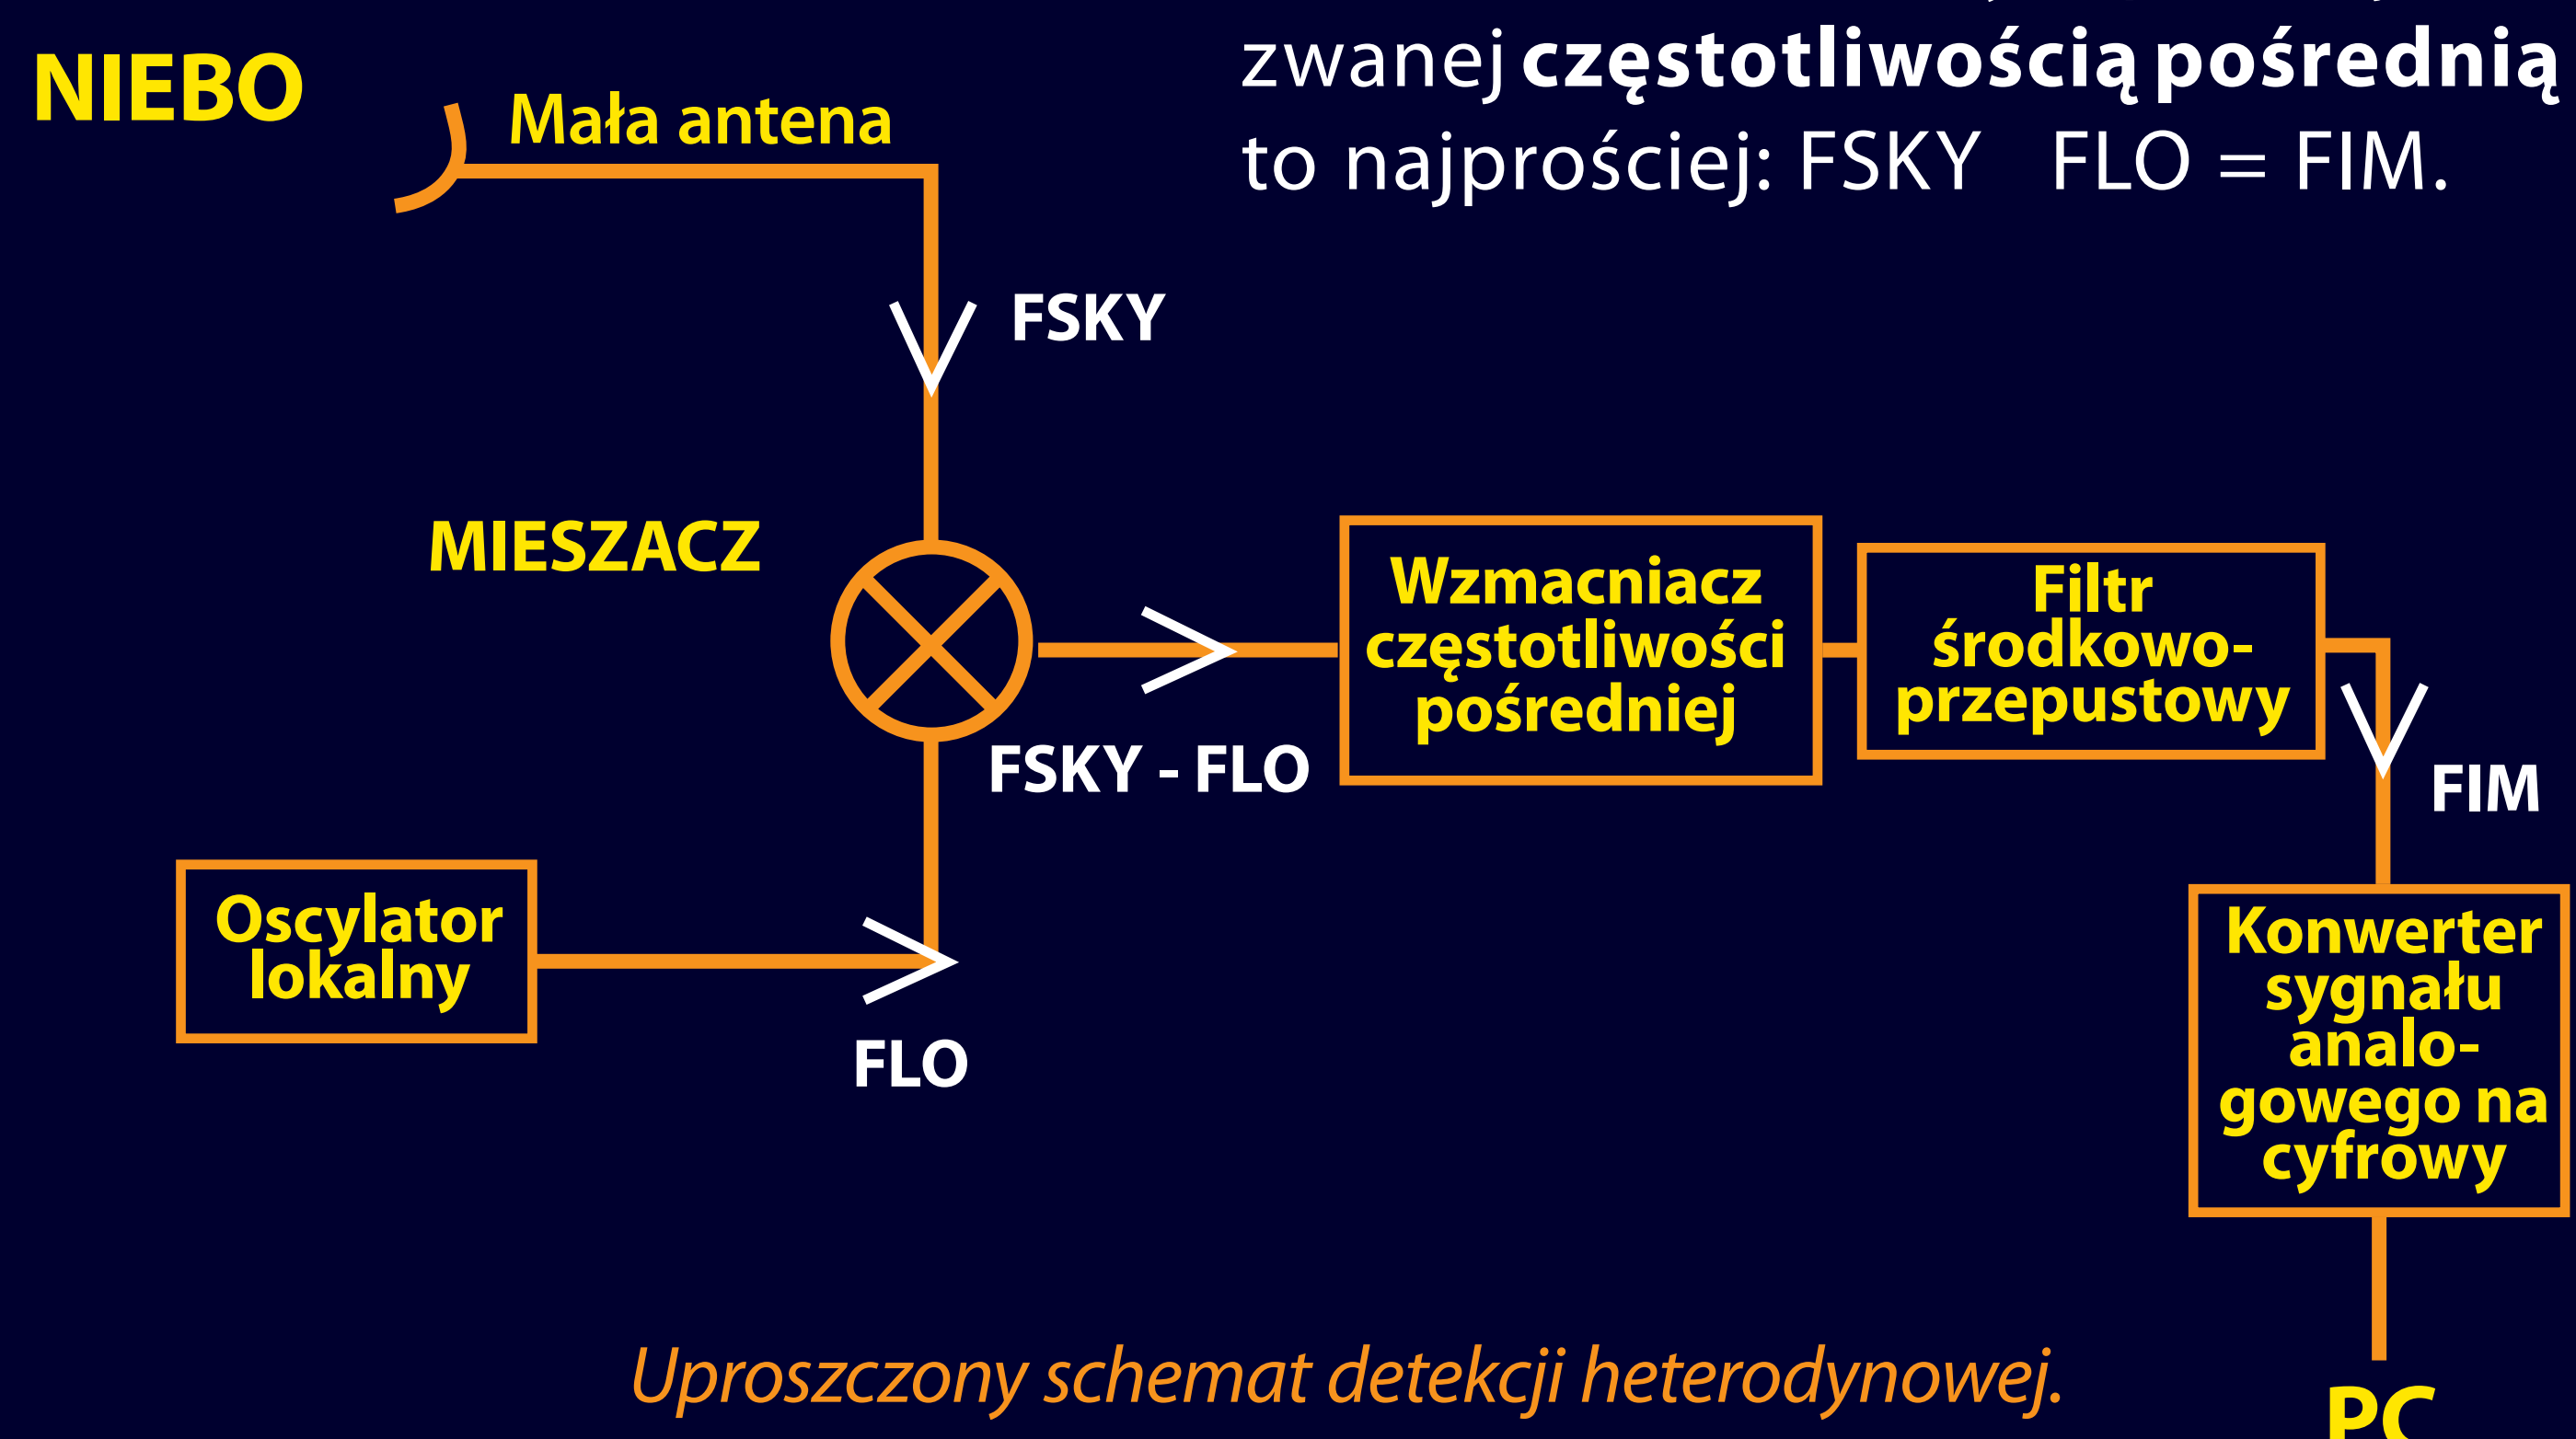 zwanej częstotliwością pośrednią
to najprościej: FSKY FLO = FIM.
NIEBO
Mała antena
FSKY
MIESZACZ
FSKY - FLO
Wzmacniacz
częstotliwości
pośredniej
Filtr
środkowo-
przepustowy
FIM
Oscylator
lokalny
FLO
Konwerter
sygnału
analo-
gowego na
cyfrowy
PC
Uproszczony schemat detekcji heterodynowej.